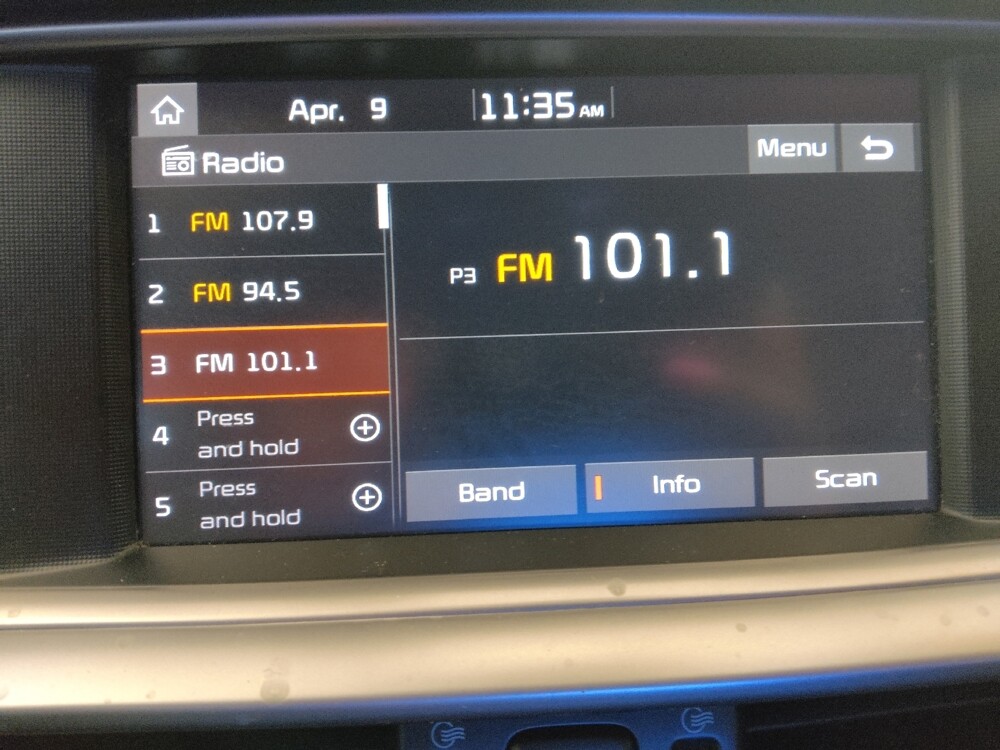 Apr. 9 11:35 AM
Radio Menu
1 FM 107.9
2 FM 94.5
3 FM 101.1
4 Press and hold
5 Press and hold
P3 FM 101.1
Band Info Scan